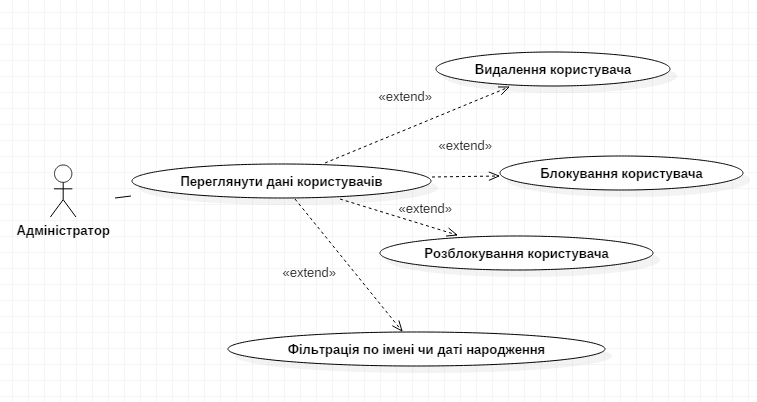 Видалення користувача
«extend»
«extend»
Блокування користувача
Переглянути дані користувачів
«extend»
Адміністратор
Розблокування користувача
«extend»
Фільтрація по імені чи даті народження